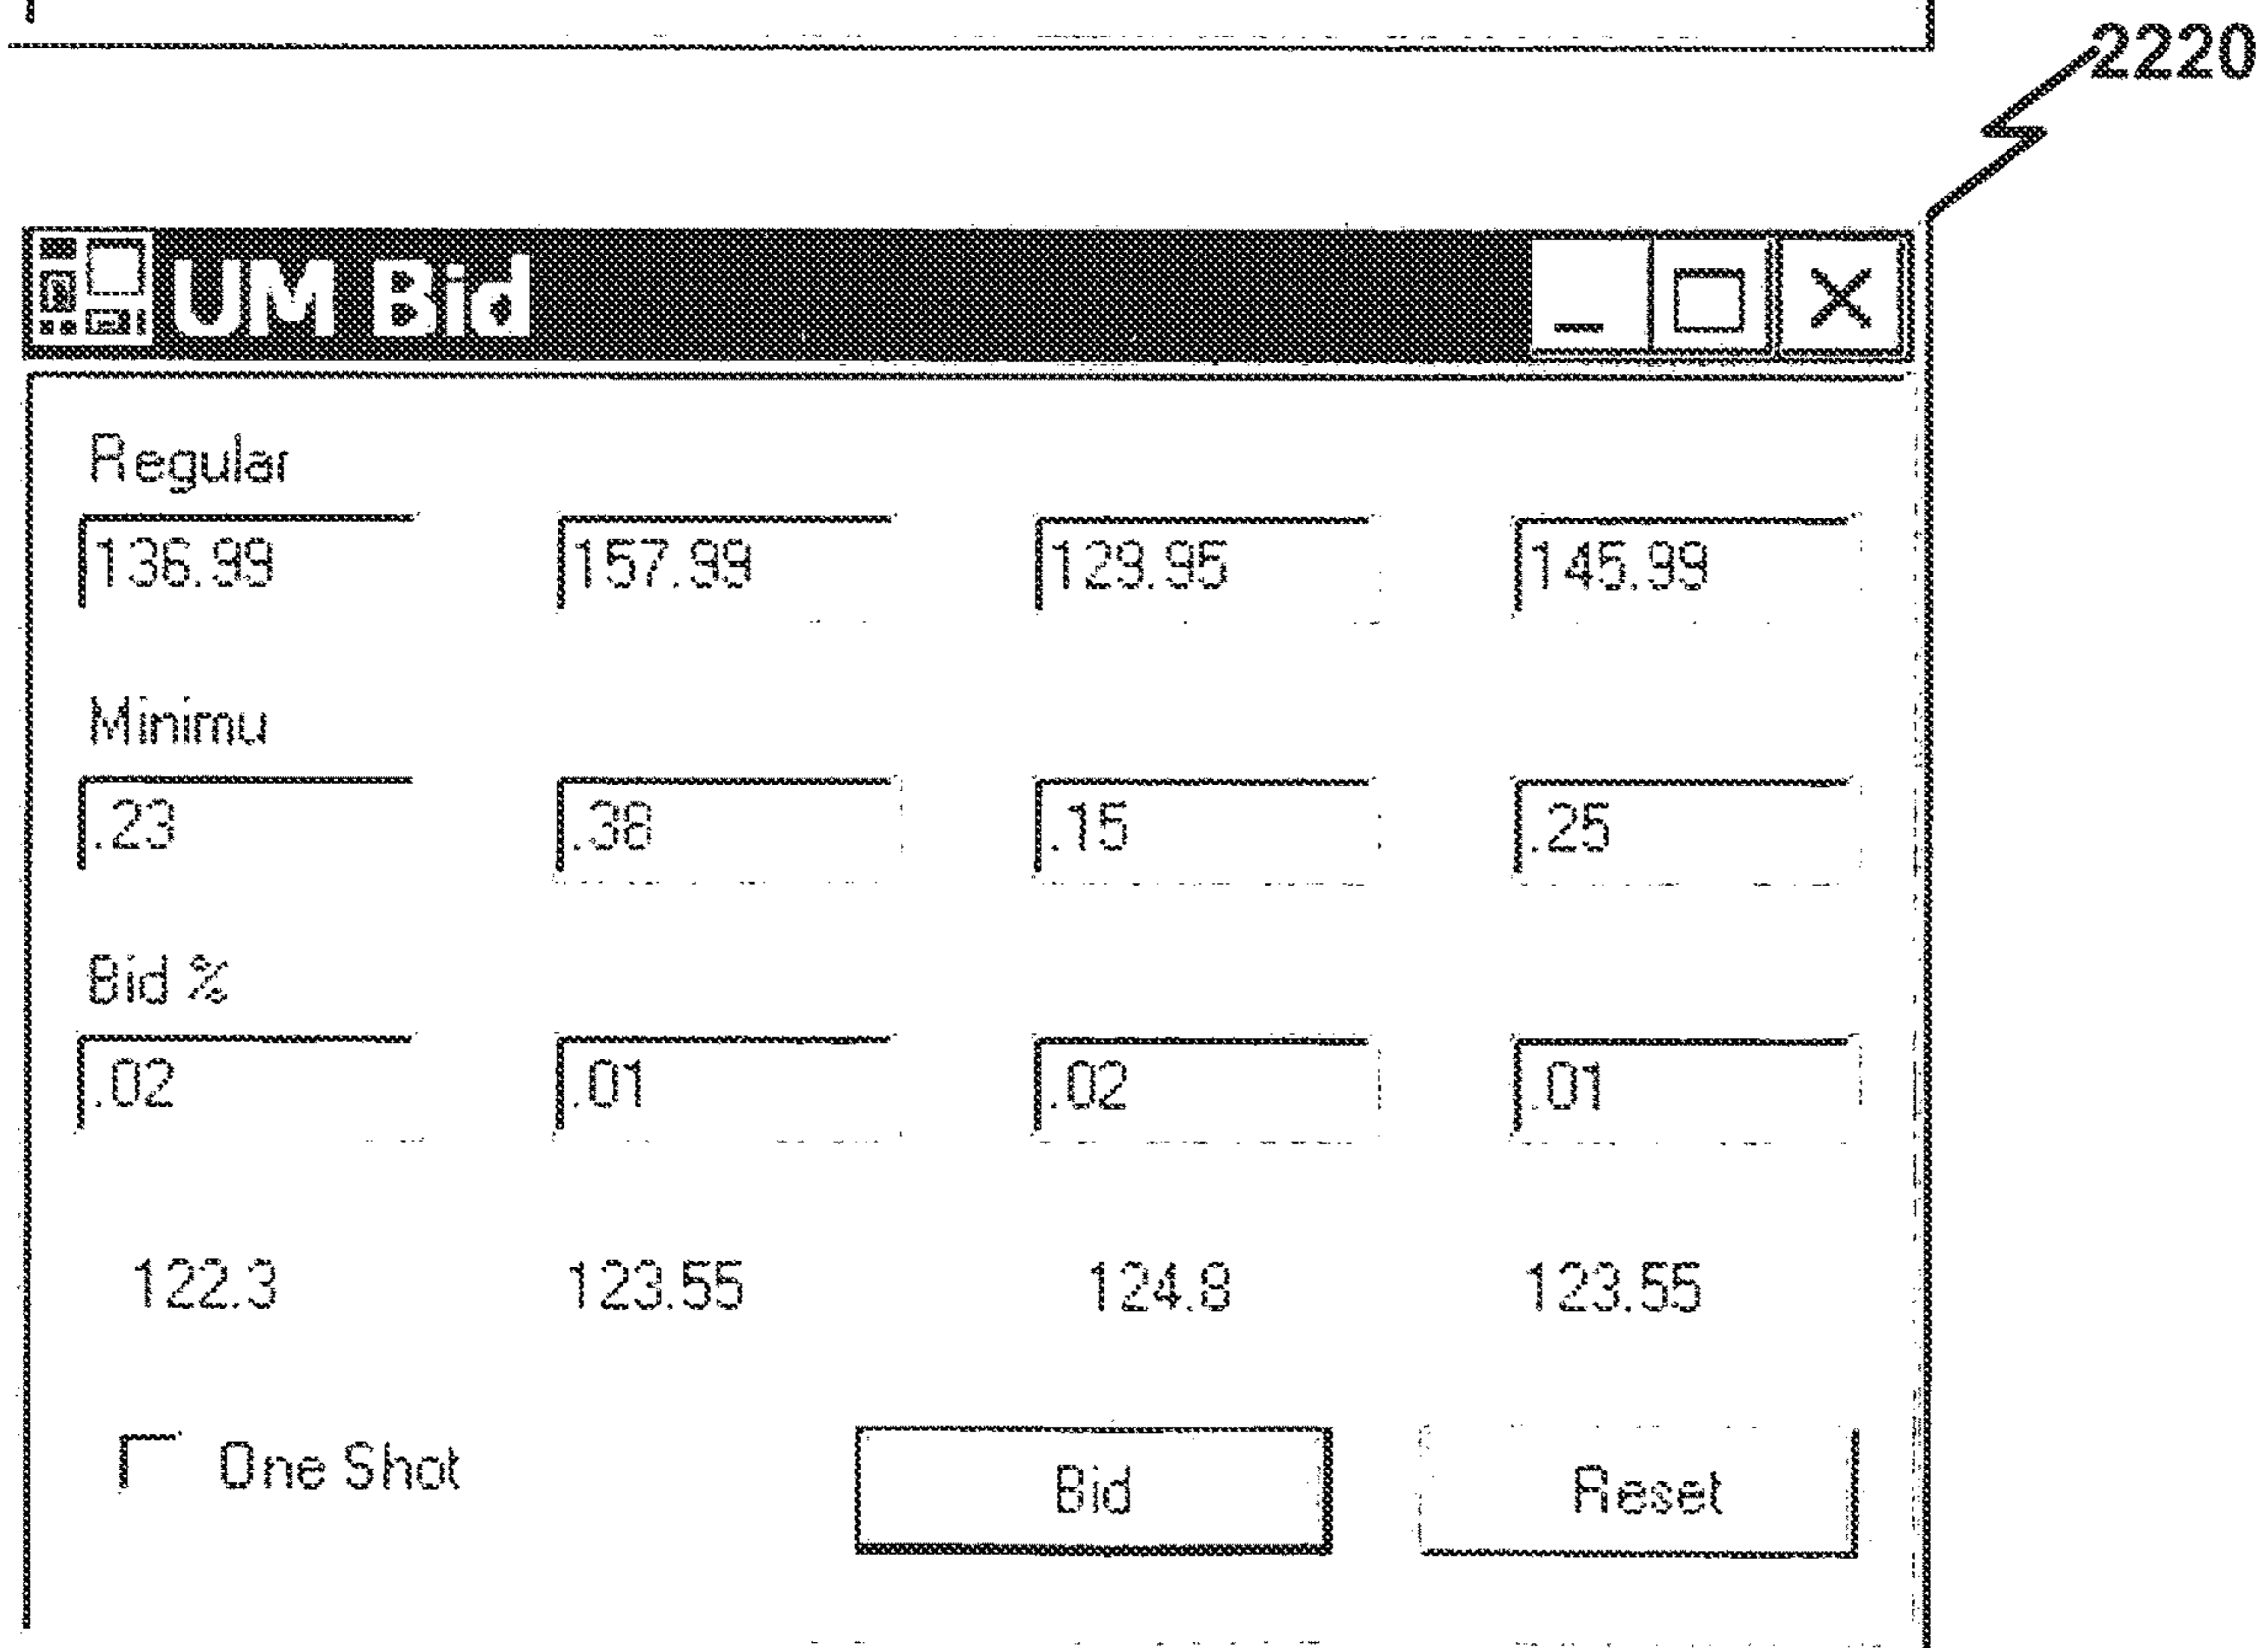 2220
UM Bid
Regular
136.99 157.99 129.95 145.99
Minimu
.23 .38 .15 .25
Bid %
.02 .01 .02 .01
122.3 123.55 124.8 123.55
One Shot Bid Reset